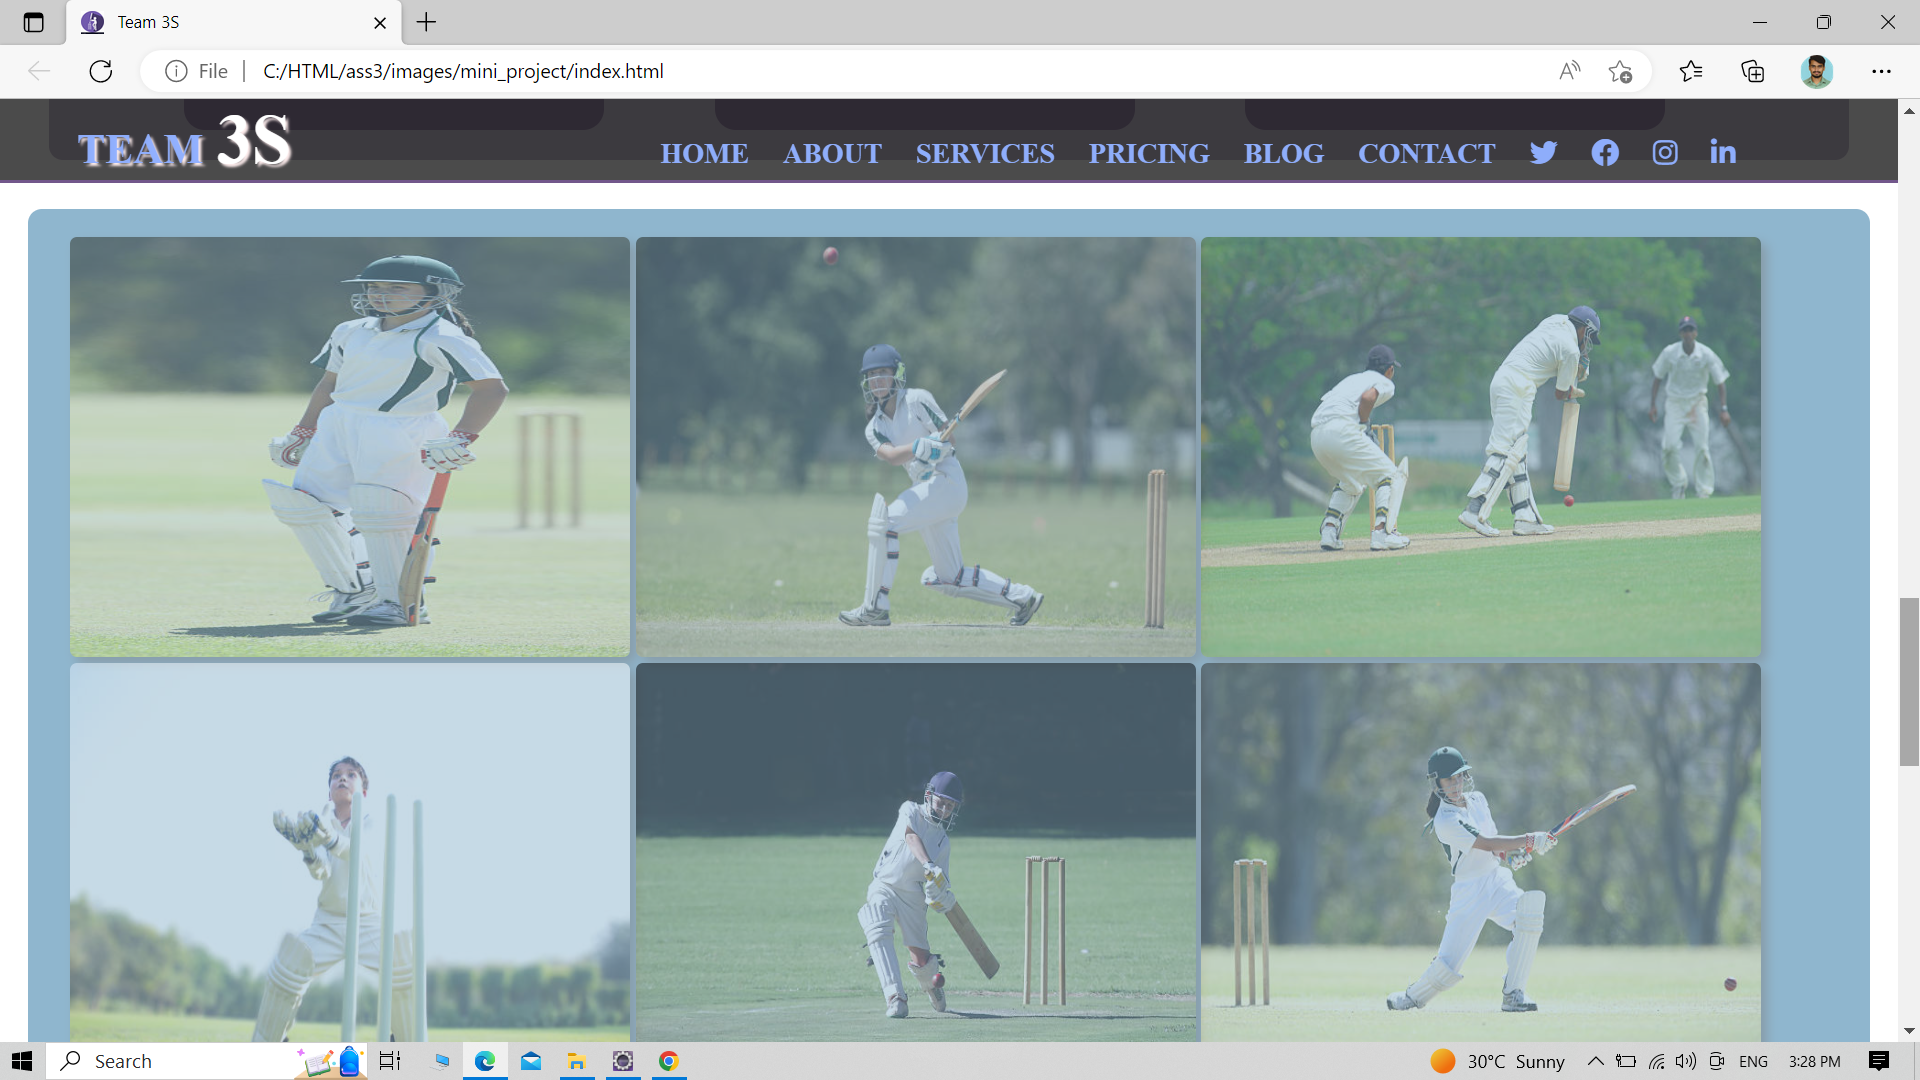 Team 3S
File
C:/HTML/ass3/images/mini_project/index.html
TEAM 3S
HOME ABOUT SERVICES PRICING BLOG CONTACT
Search
30°C Sunny
ENG
3:28 PM